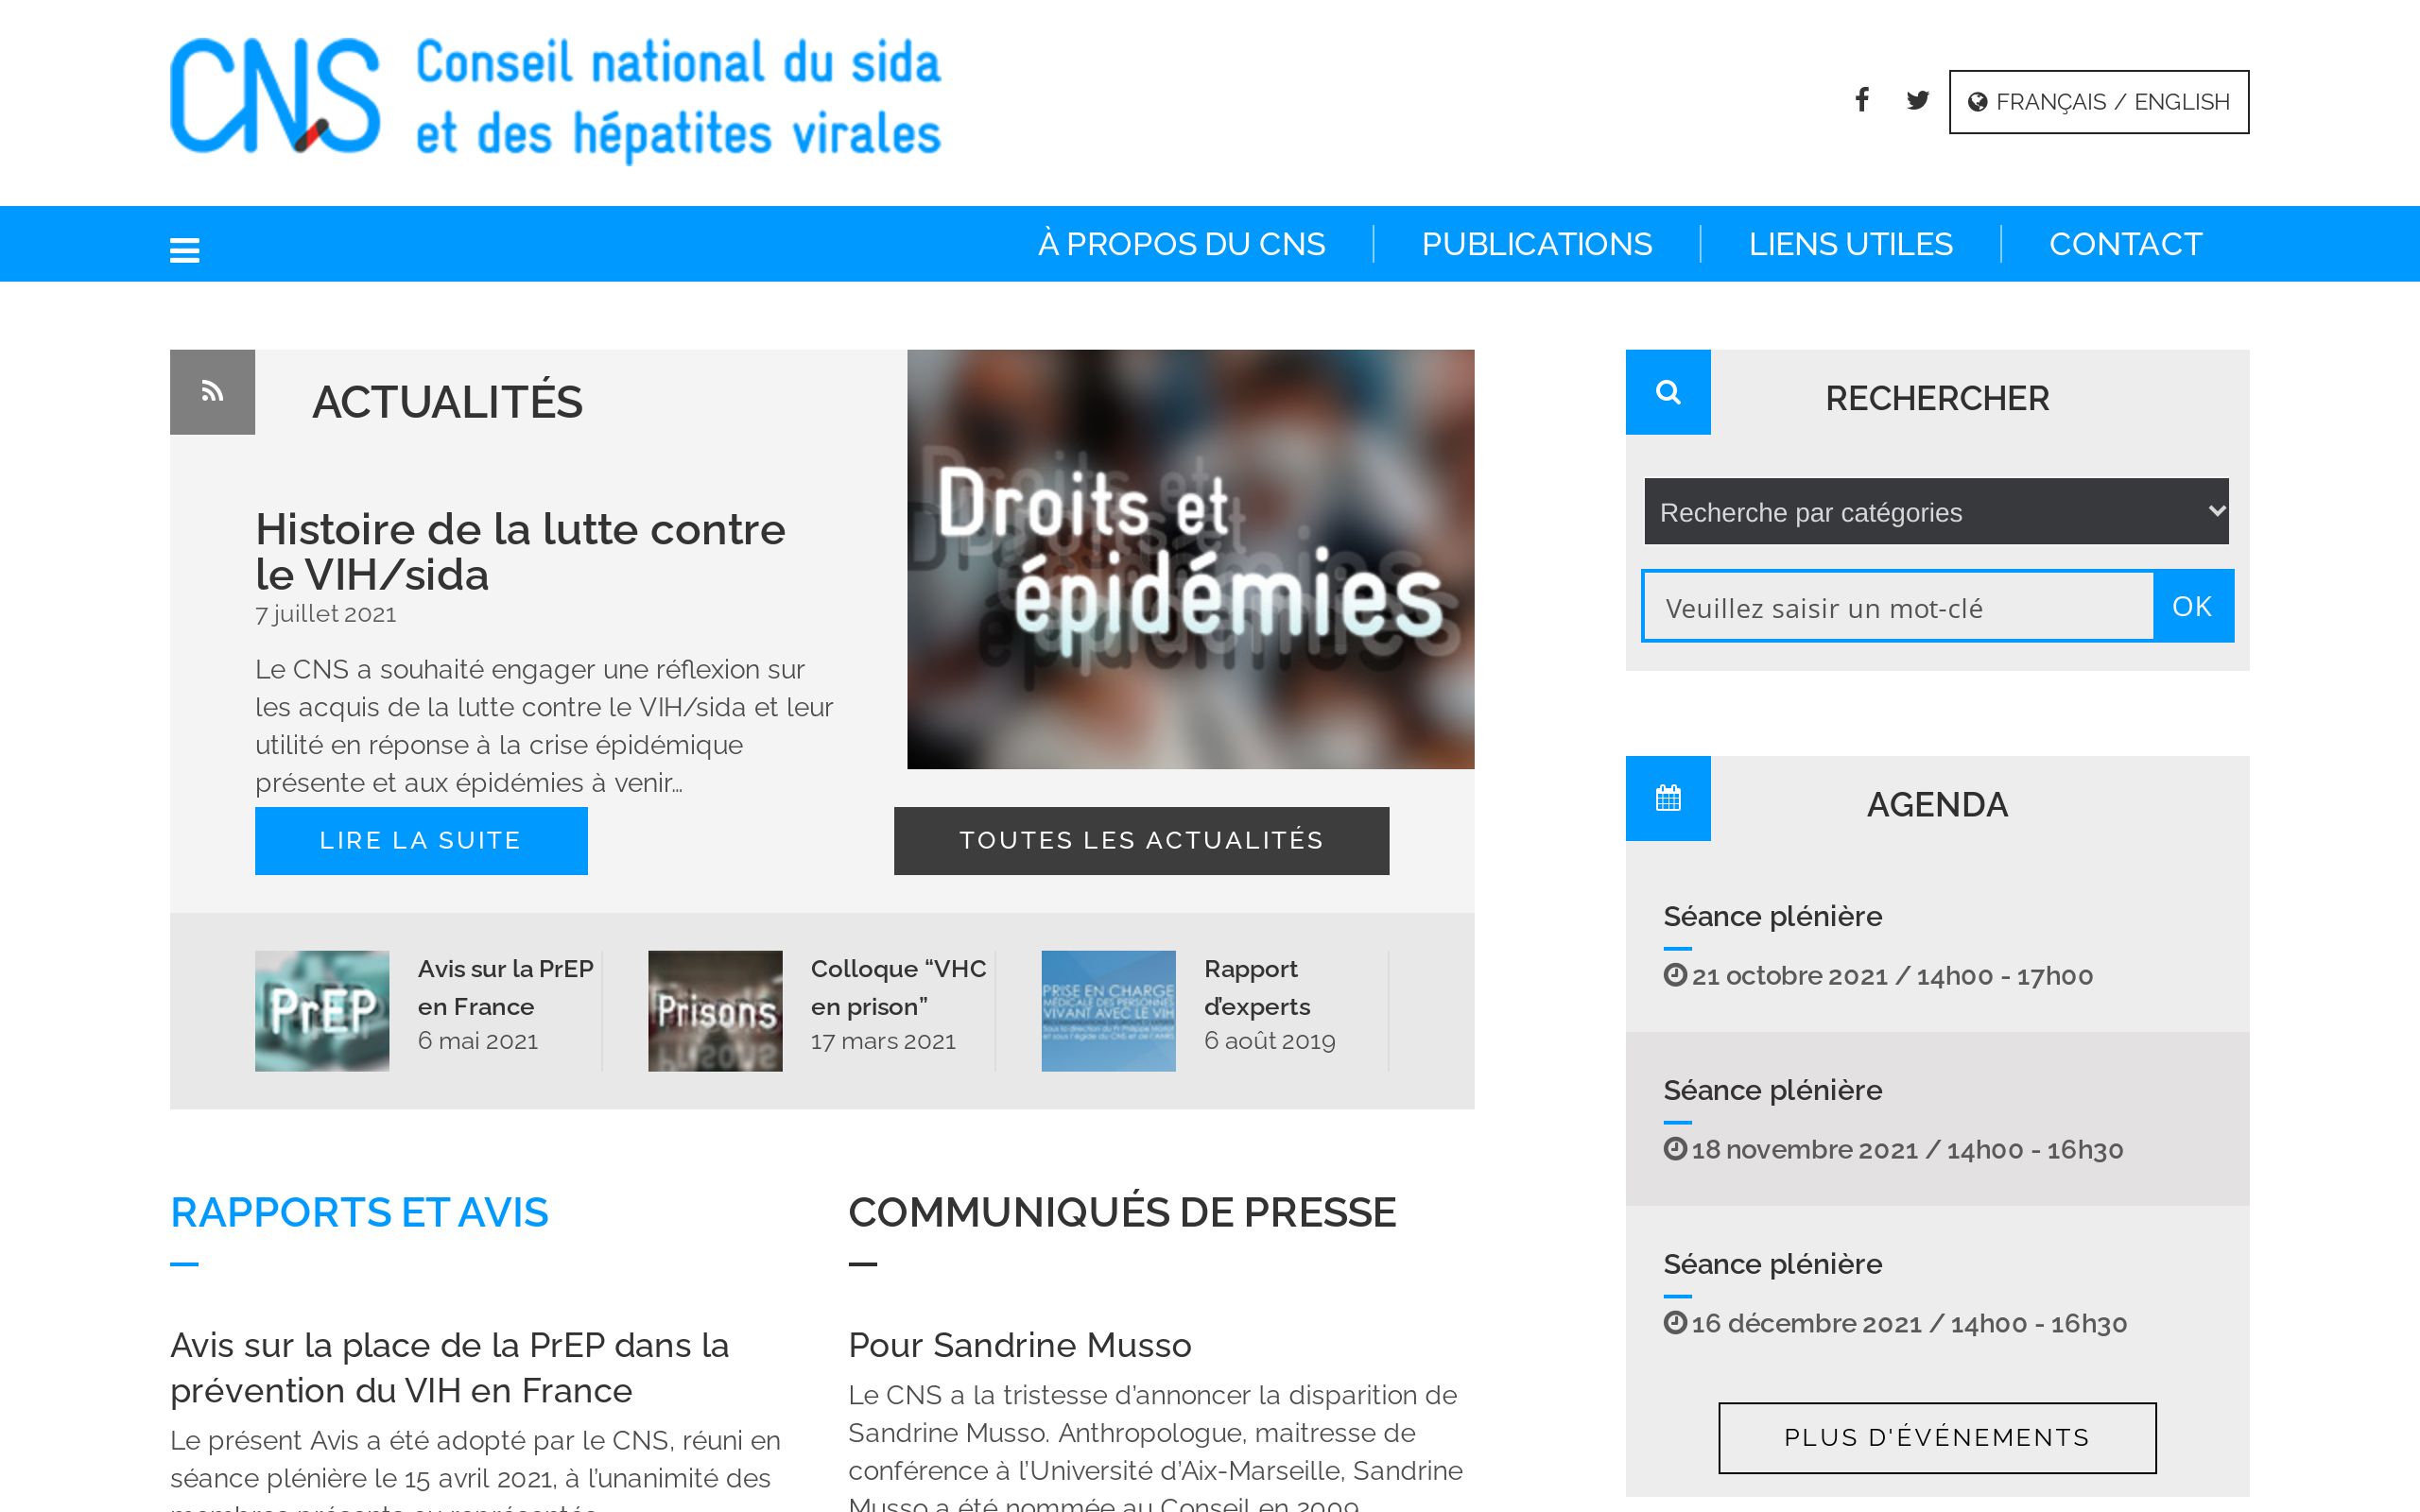 CNS Conseil national du sida
et des hépatites virales
FRANÇAIS / ENGLISH
À PROPOS DU CNS
PUBLICATIONS
LIENS UTILES
CONTACT
ACTUALITÉS
Histoire de la lutte contre
le VIH/sida
7 juillet 2021
Le CNS a souhaité engager une réflexion sur
les acquis de la lutte contre le VIH/sida et leur
utilité en réponse à la crise épidémique
présente et aux épidémies à venir...
LIRE LA SUITE
Droits et
épidémies
TOUTES LES ACTUALITÉS
PrEP
Avis sur la PrEP
en France
6 mai 2021
Prisons
Colloque “VHC
en prison”
17 mars 2021
PRISE EN CHARGE
MÉDICALE DES PERSONNES
VIVANT AVEC LE VIH
Rapport
d’experts
6 août 2019
RAPPORTS ET AVIS
Avis sur la place de la PrEP dans la
prévention du VIH en France
Le présent Avis a été adopté par le CNS, réuni en
séance plénière le 15 avril 2021, à l’unanimité des
membres présents ou représentés
COMMUNIQUÉS DE PRESSE
Pour Sandrine Musso
Le CNS a la tristesse d’annoncer la disparition de
Sandrine Musso. Anthropologue, maitresse de
conférence à l’Université d’Aix-Marseille, Sandrine
Musso a été nommée au Conseil en 2009
RECHERCHER
Recherche par catégories
Veuillez saisir un mot-clé
OK
AGENDA
Séance plénière
21 octobre 2021 / 14h00 - 17h00
Séance plénière
18 novembre 2021 / 14h00 - 16h30
Séance plénière
16 décembre 2021 / 14h00 - 16h30
PLUS D'ÉVÉNEMENTS